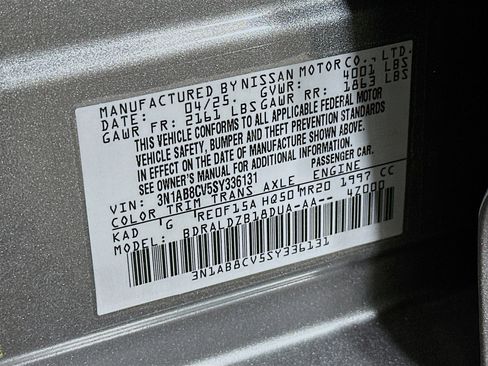 MANUFACTURED BY NISSAN MOTOR CO., LTD.
DATE: 04/25 GVWR: 4001 LBS
GAWR FR: 2161 LBS GAWR RR: 1863 LBS
THIS VEHICLE CONFORMS TO ALL APPLICABLE FEDERAL MOTOR
VEHICLE SAFETY, BUMPER AND THEFT PREVENTION STANDARDS
IN EFFECT ON THE DATE OF MANUFACTURE SHOWN ABOVE.
SEE OWNER'S MANUAL FOR ADDITIONAL INFORMATION.
VIN: 3N1AB8CV5SY336131 PASSENGER CAR.
COLOR TRIM TRANS AXLE ENGINE
KAD G RE0F15A HQ50 MR20 1997 CC
MODEL: BDRALDZB18DUA-AA-- 47000
3N1AB8CV5SY336131